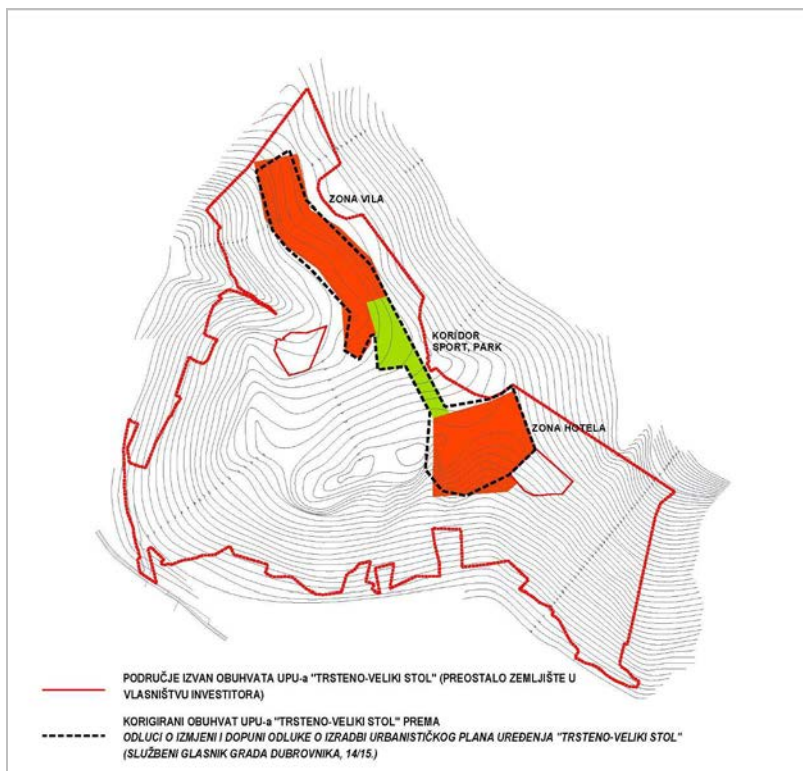 ZONA VILA
KORIDOR
SPORT, PARK
ZONA HOTELA
PODRUČJE IZVAN OBUHVATA UPU-a "TRSTENO-VELIKI STOL" (PREOSTALO ZEMLJIŠTE U
VLASNIŠTVU INVESTITORA)
KORIGIRANI OBUHVAT UPU-a "TRSTENO-VELIKI STOL" PREMA
ODLUCI O IZMJENI I DOPUNI ODLUKE O IZRADBI URBANISTIČKOG PLANA UREĐENJA "TRSTENO-VELIKI STOL"
(SLUŽBENI GLASNIK GRADA DUBROVNIKA, 14/15.)